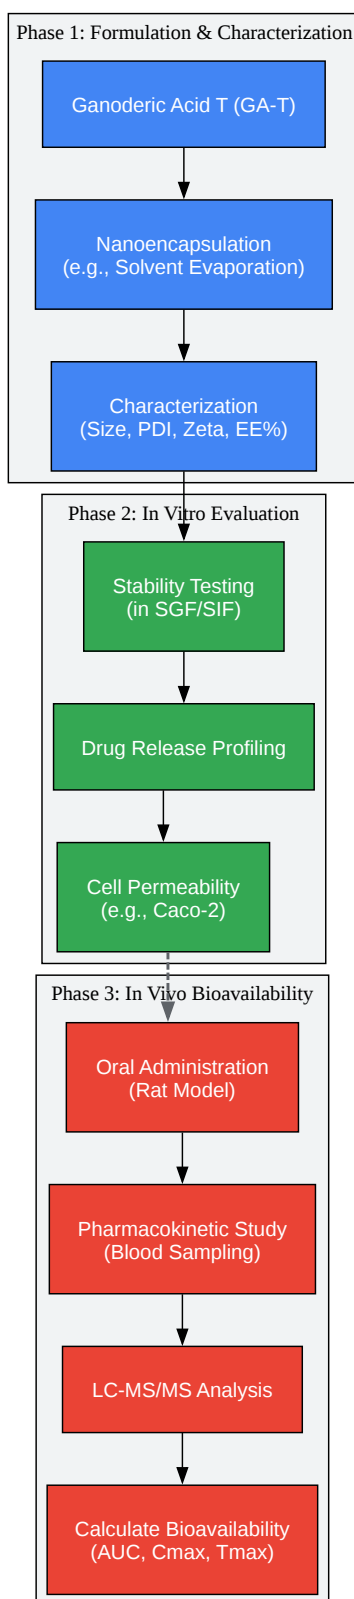 Phase 1: Formulation & Characterization
Ganoderic Acid T (GA-T)
Nanoencapsulation
(e.g., Solvent Evaporation)
Characterization
(Size, PDI, Zeta, EE%)
Phase 2: In Vitro Evaluation
Stability Testing
(in SGF/SIF)
Drug Release Profiling
Cell Permeability
(e.g., Caco-2)
Phase 3: In Vivo Bioavailability
Oral Administration
(Rat Model)
Pharmacokinetic Study
(Blood Sampling)
LC-MS/MS Analysis
Calculate Bioavailability
(AUC, Cmax, Tmax)